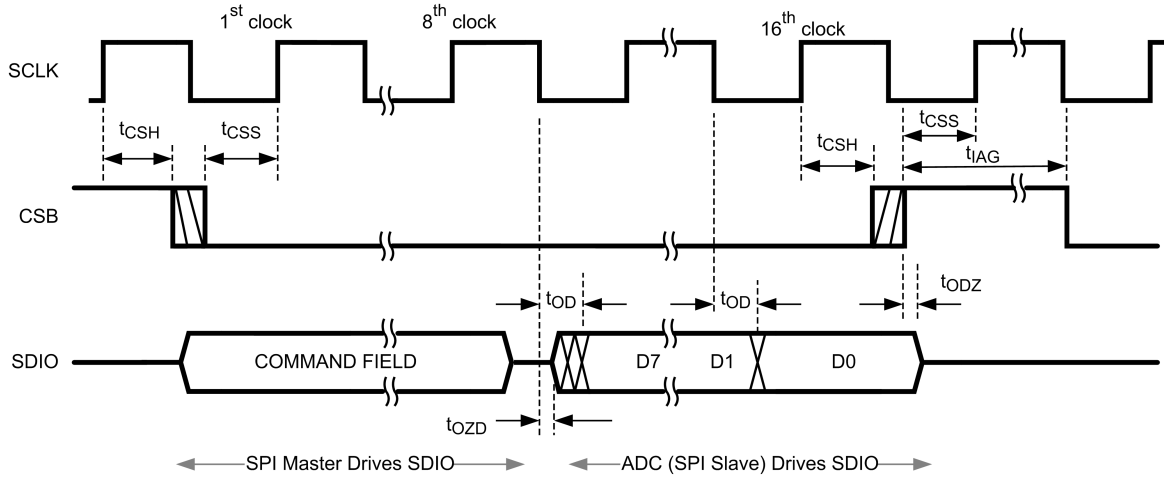 1st clock
8th clock
16th clock
SCLK
tCSH
tCSS
tCSH
tCSS
tIAG
CSB
tOD
tOD
tODZ
SDIO
COMMAND FIELD
D7
D1
D0
tOZD
SPI Master Drives SDIO
ADC (SPI Slave) Drives SDIO